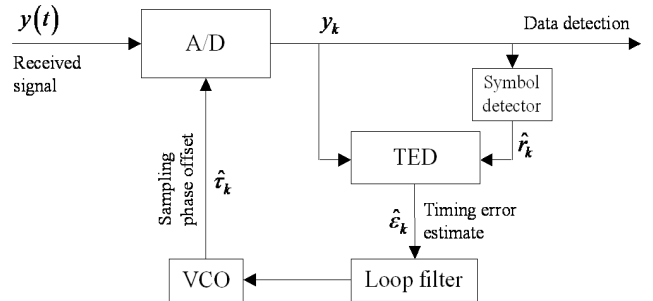 y(t)
Received
signal
A/D
y_k
Data detection
Symbol
detector
r̂_k
TED
Sampling
phase offset
τ̂_k
ε̂_k
Timing error
estimate
VCO
Loop filter